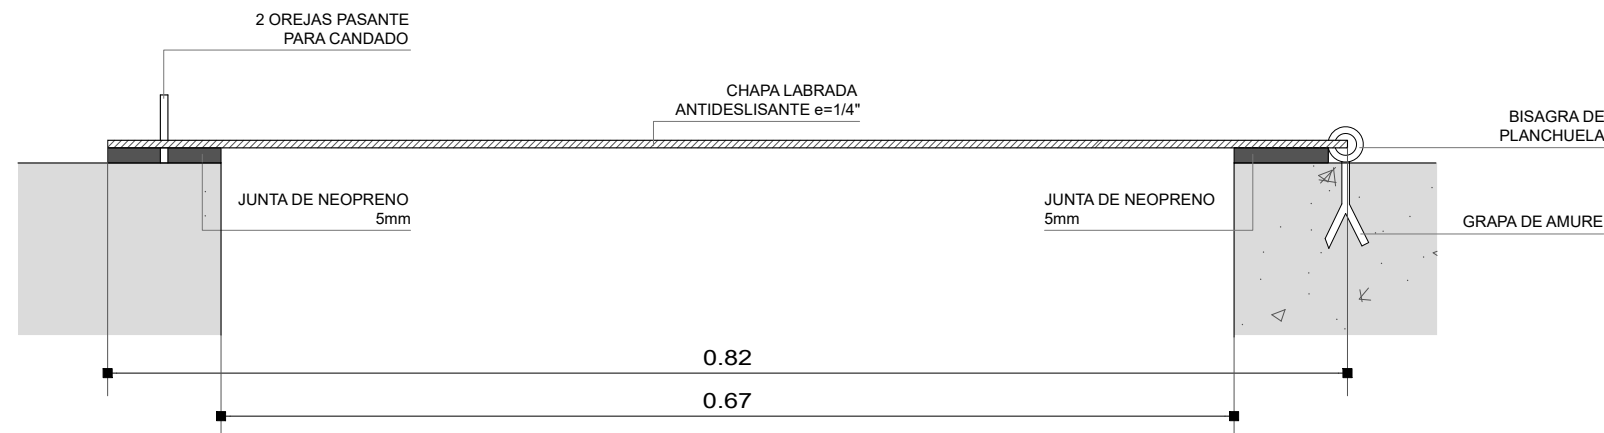 2 OREJAS PASANTE
PARA CANDADO
CHAPA LABRADA
ANTIDESLISANTE e=1/4"
BISAGRA DE
PLANCHUELA
JUNTA DE NEOPRENO
5mm
JUNTA DE NEOPRENO
5mm
GRAPA DE AMURE
0.82
0.67